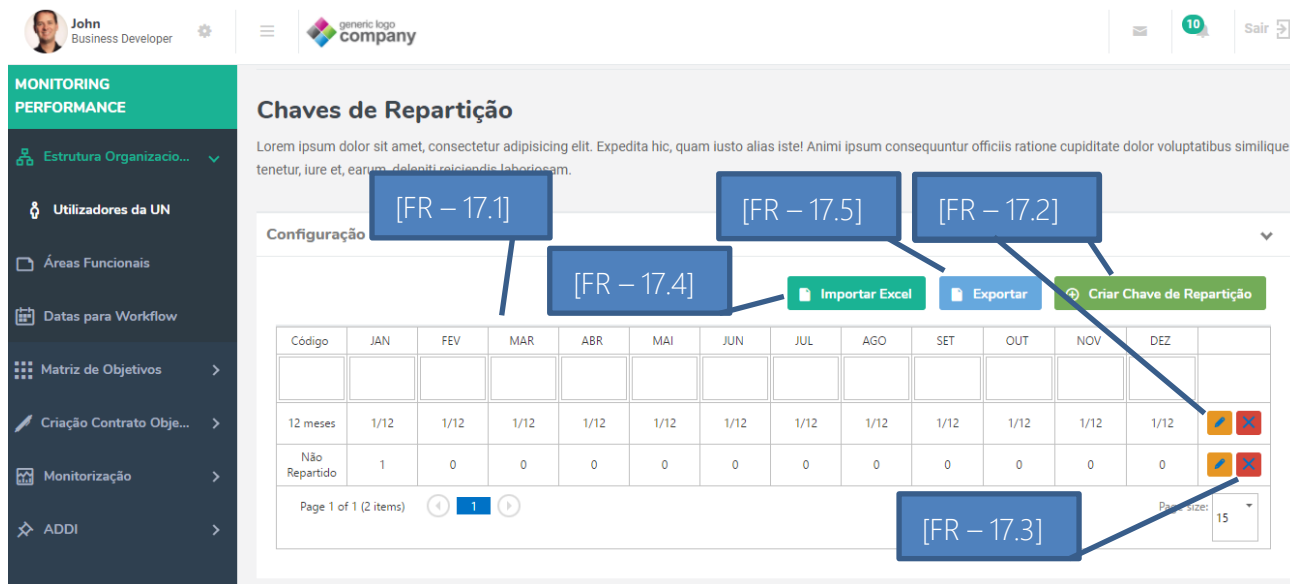 John
Business Developer
generic logo
company
10
Sair
MONITORING
PERFORMANCE
Estrutura Organizacio...
Utilizadores da UN
Áreas Funcionais
Datas para Workflow
Matriz de Objetivos
Criação Contrato Obje...
Monitorização
ADDI
Chaves de Repartição
Lorem ipsum dolor sit amet, consectetur adipisicing elit. Expedita hic, quam iusto alias iste! Animi ipsum consequuntur officiis ratione cupiditate dolor voluptatibus similique
tenetur, iure et, earum, deleniti reiciendis laboriosam.
[FR – 17.1]
[FR – 17.5]
[FR – 17.2]
Configuração
[FR – 17.4]
Importar Excel
Exportar
Criar Chave de Repartição
Código JAN FEV MAR ABR MAI JUN JUL AGO SET OUT NOV DEZ
12 meses 1/12 1/12 1/12 1/12 1/12 1/12 1/12 1/12 1/12 1/12 1/12 1/12
Não
Repartido 1 0 0 0 0 0 0 0 0 0 0 0
Page 1 of 1 (2 items) 1
Page size: 15
[FR – 17.3]